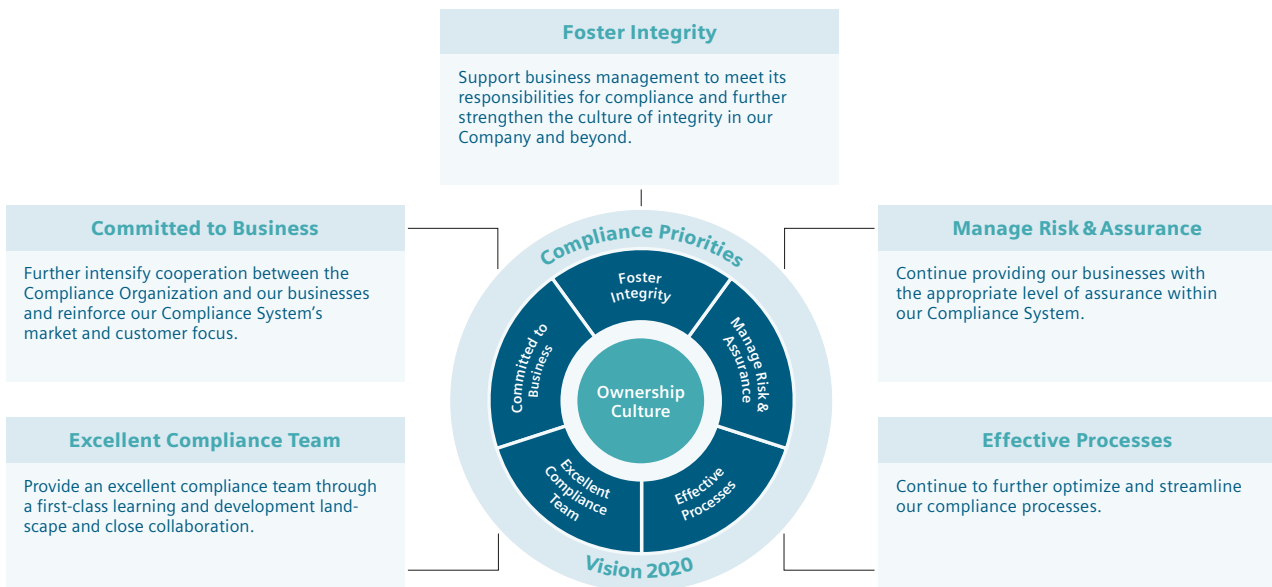 Foster Integrity
Support business management to meet its
responsibilities for compliance and further
strengthen the culture of integrity in our
Company and beyond.
Committed to Business
Further intensify cooperation between the
Compliance Organization and our businesses
and reinforce our Compliance System’s
market and customer focus.
Manage Risk & Assurance
Continue providing our businesses with
the appropriate level of assurance within
our Compliance System.
Excellent Compliance Team
Provide an excellent compliance team through
a first-class learning and development land-
scape and close collaboration.
Effective Processes
Continue to further optimize and streamline
our compliance processes.
Compliance Priorities
Foster
Integrity
Manage Risk &
Assurance
Effective
Processes
Excellent
Compliance
Team
Committed to
Business
Ownership
Culture
Vision 2020